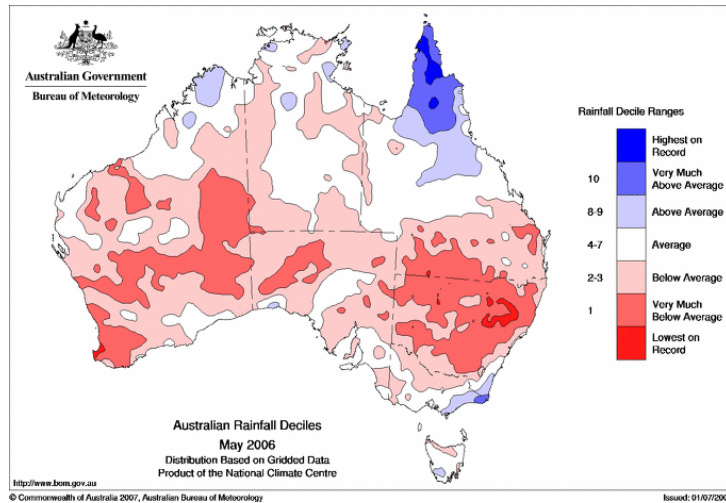 Australian Government
Bureau of Meteorology
Rainfall Decile Ranges
Highest on
Record
10
Very Much
Above Average
8-9
Above Average
4-7
Average
2-3
Below Average
1
Very Much
Below Average
Lowest on
Record
Australian Rainfall Deciles
May 2006
Distribution Based on Gridded Data
Product of the National Climate Centre
http://www.bom.gov.au
© Commonwealth of Australia 2007, Australian Bureau of Meteorology
Issued: